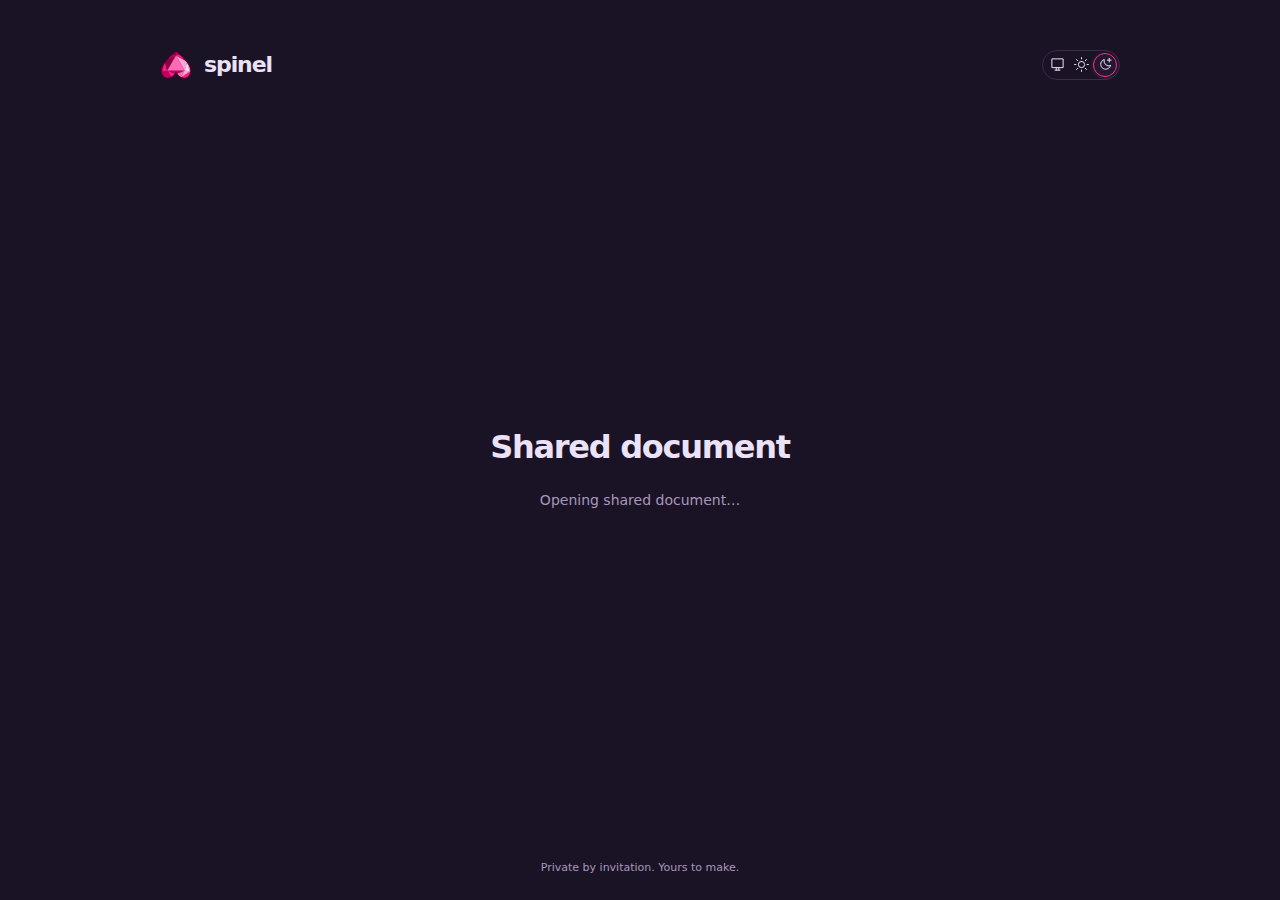 spinel
Shared document
Opening shared document…
Private by invitation. Yours to make.